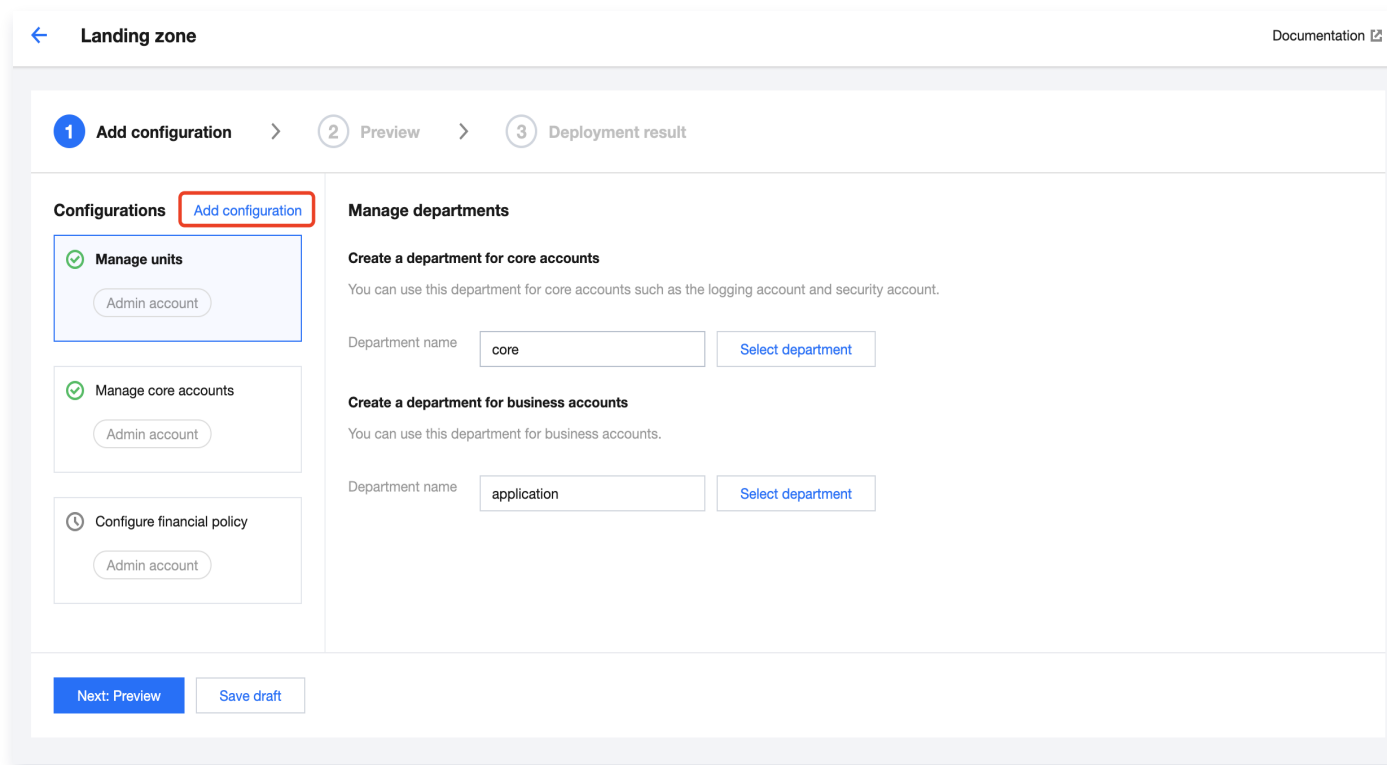 Landing zone
Documentation
1 Add configuration
2 Preview
3 Deployment result
Configurations
Add configuration
Manage units
Admin account
Manage core accounts
Admin account
Configure financial policy
Admin account
Manage departments
Create a department for core accounts
You can use this department for core accounts such as the logging account and security account.
Department name
core
Select department
Create a department for business accounts
You can use this department for business accounts.
Department name
application
Select department
Next: Preview
Save draft